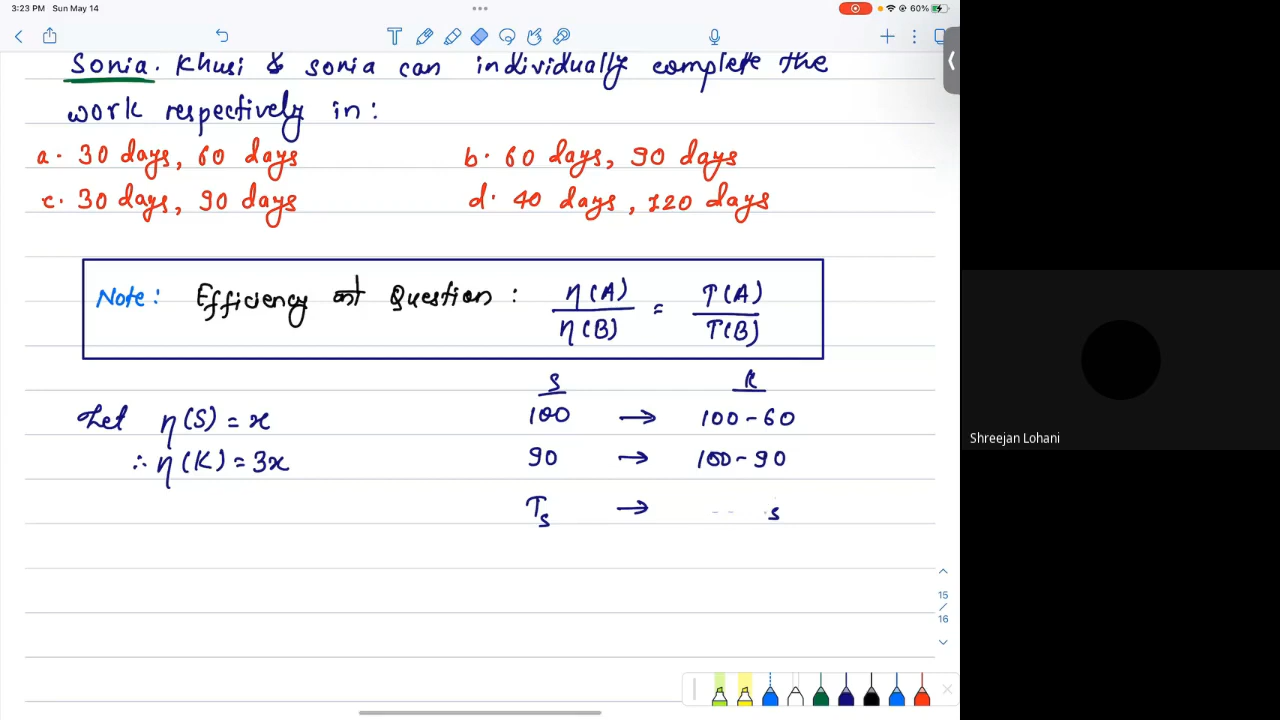 3:23 PM Sun May 14
60%
Sonia. Khusi & sonia can individually complete the
work respectively in:
a. 30 days, 60 days
b. 60 days, 90 days
c. 30 days, 90 days
d. 40 days, 120 days
Note: Efficiency Question: η(A) / η(B) = T(A) / T(B)
S K
Let η(S) = x
100 → 100-60
∴ η(K) = 3x
90 → 100-90
Ts → s
Shreejan Lohani
15
/
16